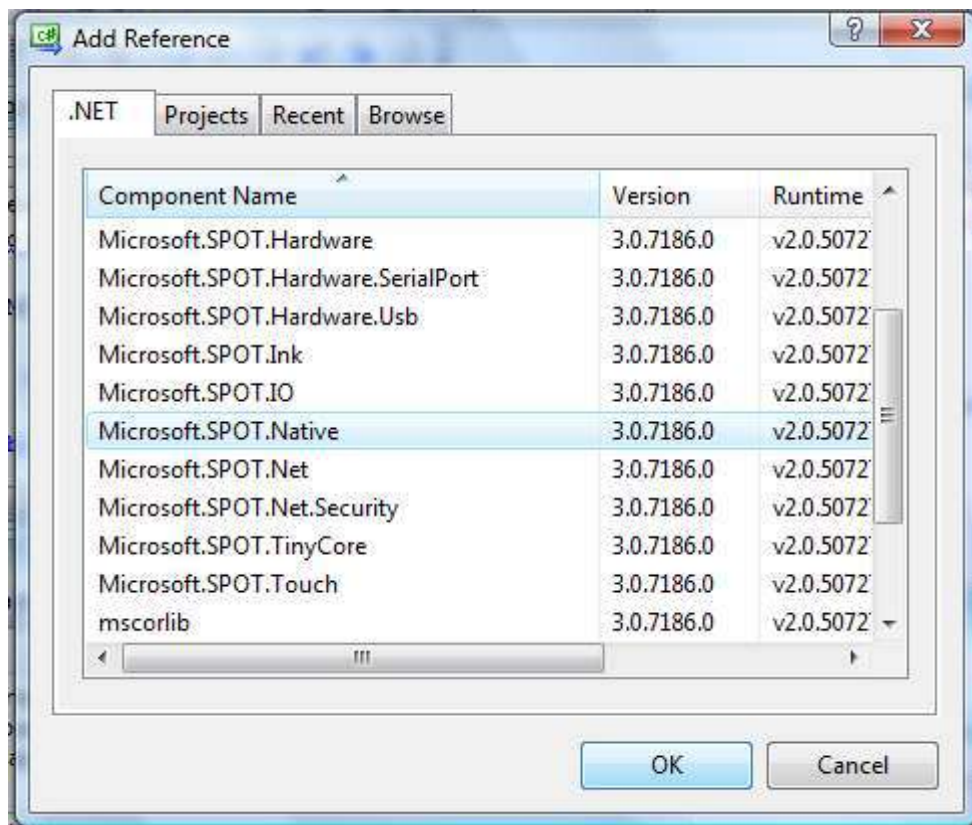 Add Reference
.NET Projects Recent Browse
Component Name Version Runtime
Microsoft.SPOT.Hardware 3.0.7186.0 v2.0.5072
Microsoft.SPOT.Hardware.SerialPort 3.0.7186.0 v2.0.5072
Microsoft.SPOT.Hardware.Usb 3.0.7186.0 v2.0.5072
Microsoft.SPOT.Ink 3.0.7186.0 v2.0.5072
Microsoft.SPOT.IO 3.0.7186.0 v2.0.5072
Microsoft.SPOT.Native 3.0.7186.0 v2.0.5072
Microsoft.SPOT.Net 3.0.7186.0 v2.0.5072
Microsoft.SPOT.Net.Security 3.0.7186.0 v2.0.5072
Microsoft.SPOT.TinyCore 3.0.7186.0 v2.0.5072
Microsoft.SPOT.Touch 3.0.7186.0 v2.0.5072
mscorlib 3.0.7186.0 v2.0.5072
OK Cancel